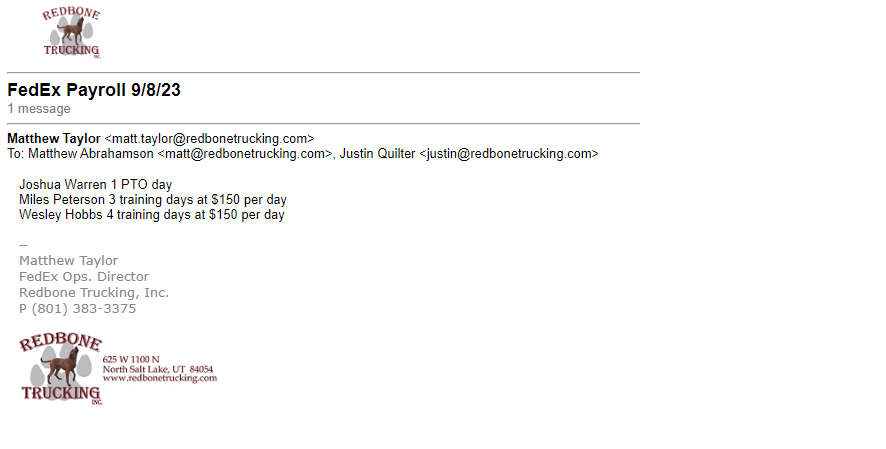 REDBONE
TRUCKING
INC.
FedEx Payroll 9/8/23
1 message
Matthew Taylor <matt.taylor@redbonetrucking.com>
To: Matthew Abrahamson <matt@redbonetrucking.com>, Justin Quilter <justin@redbonetrucking.com>
Joshua Warren 1 PTO day
Miles Peterson 3 training days at $150 per day
Wesley Hobbs 4 training days at $150 per day
--
Matthew Taylor
FedEx Ops. Director
Redbone Trucking, Inc.
P (801) 383-3375
REDBONE
625 W 1100 N
North Salt Lake, UT 84054
www.redbonetrucking.com
TRUCKING
INC.